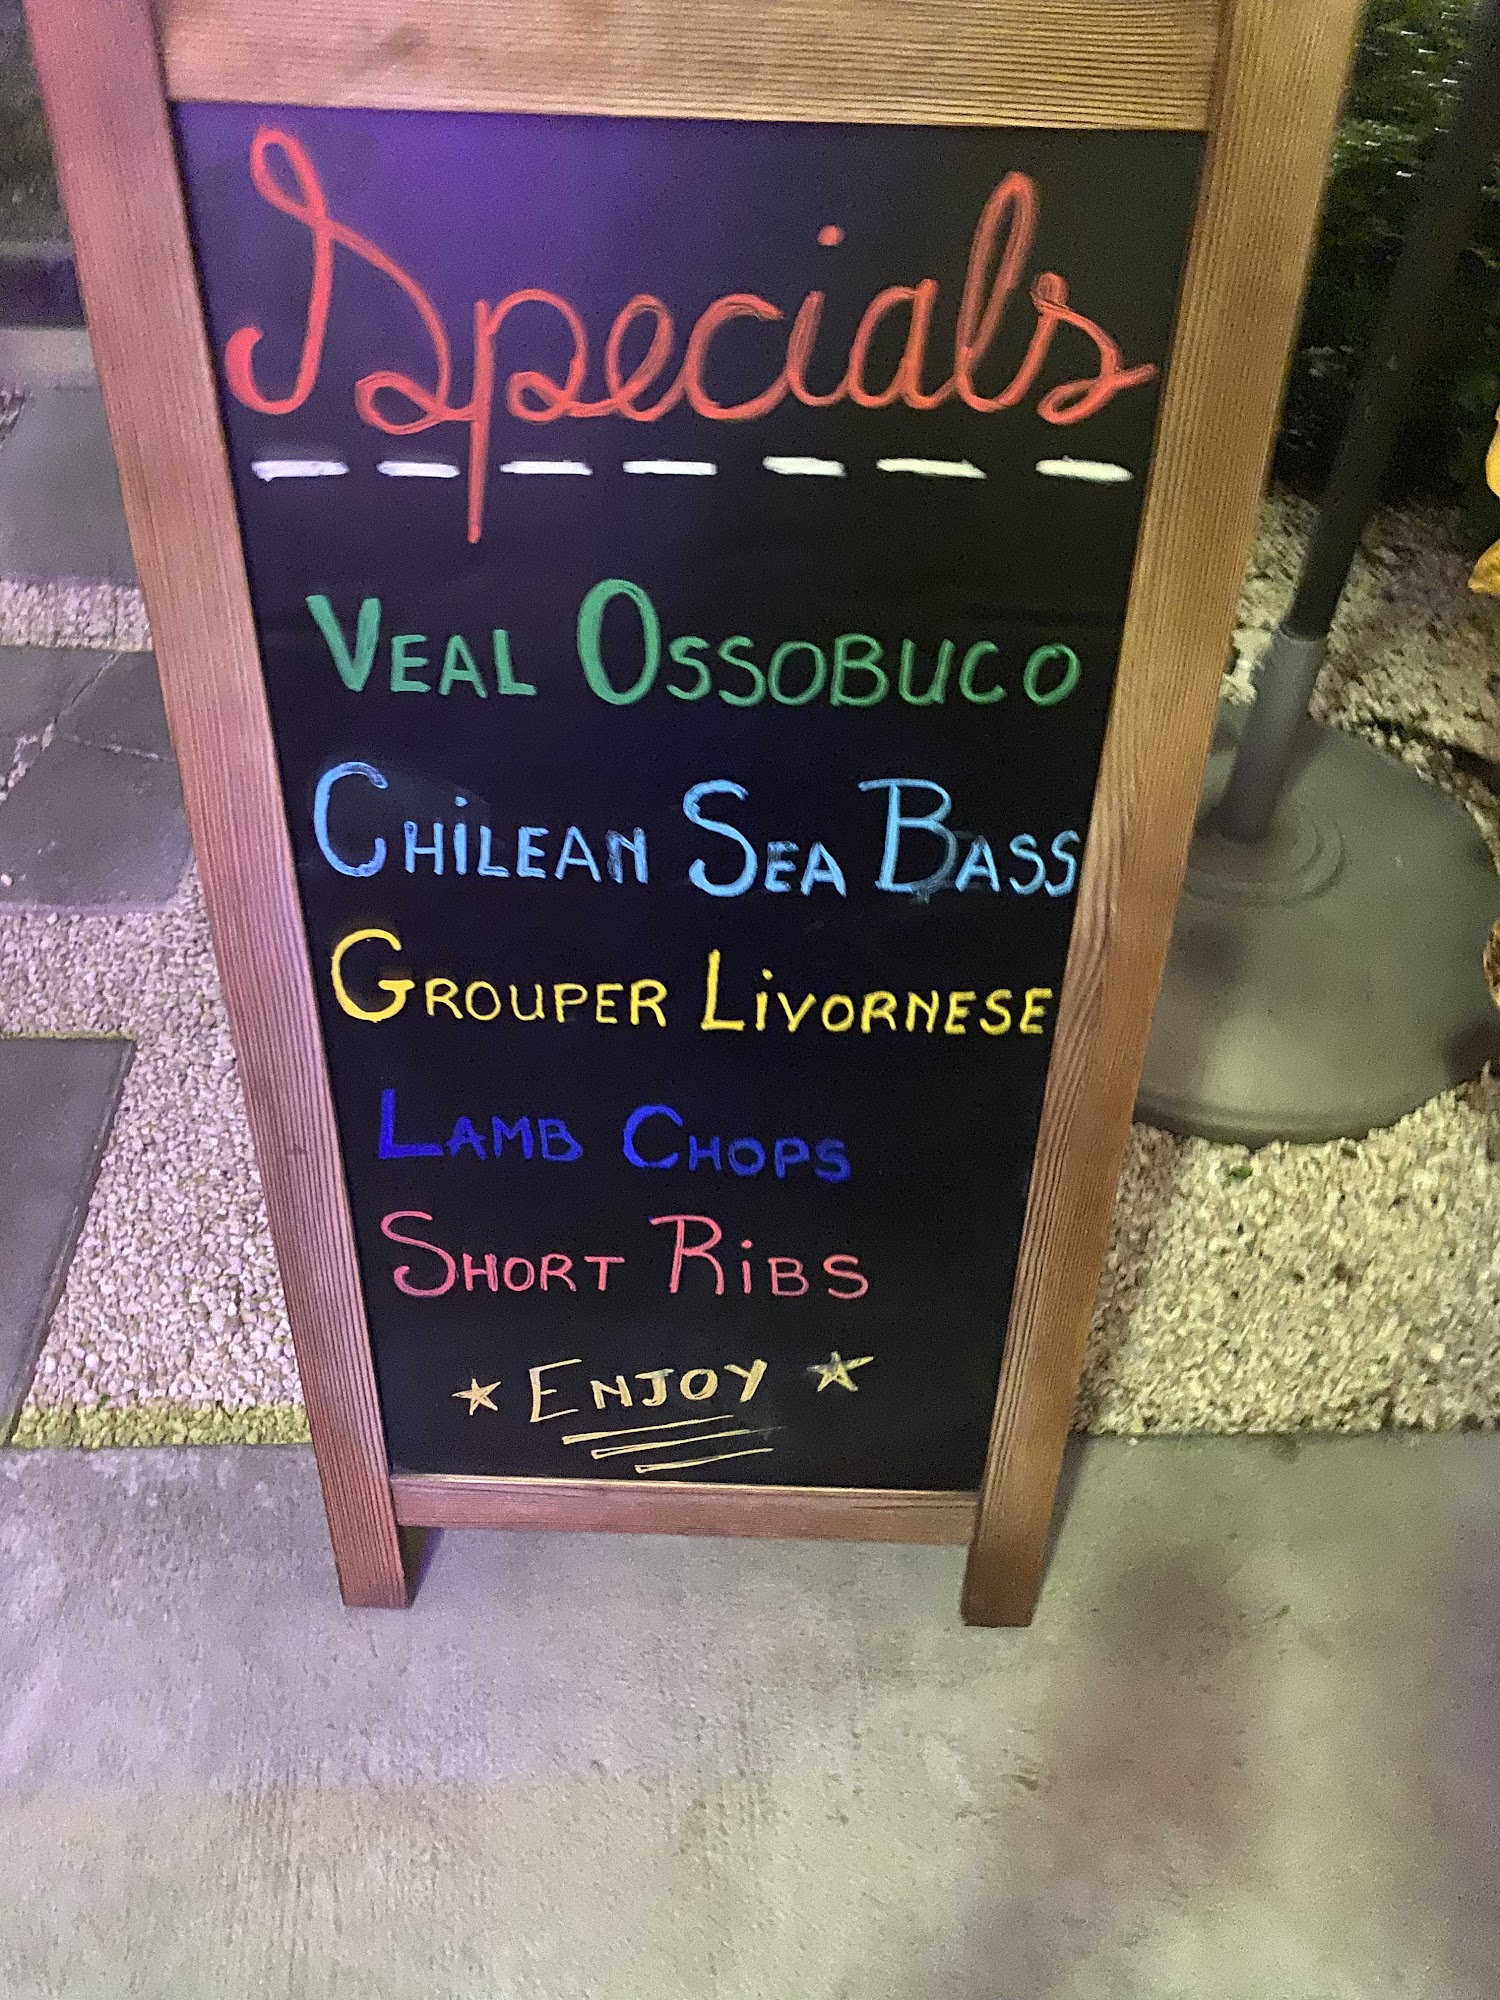 Specials
VEAL OSSOBUCO
CHiLEAN SEA BASS
GROUPER LiVORNESE
LAMB CHOPS
SHORT RiBS
ENJOY